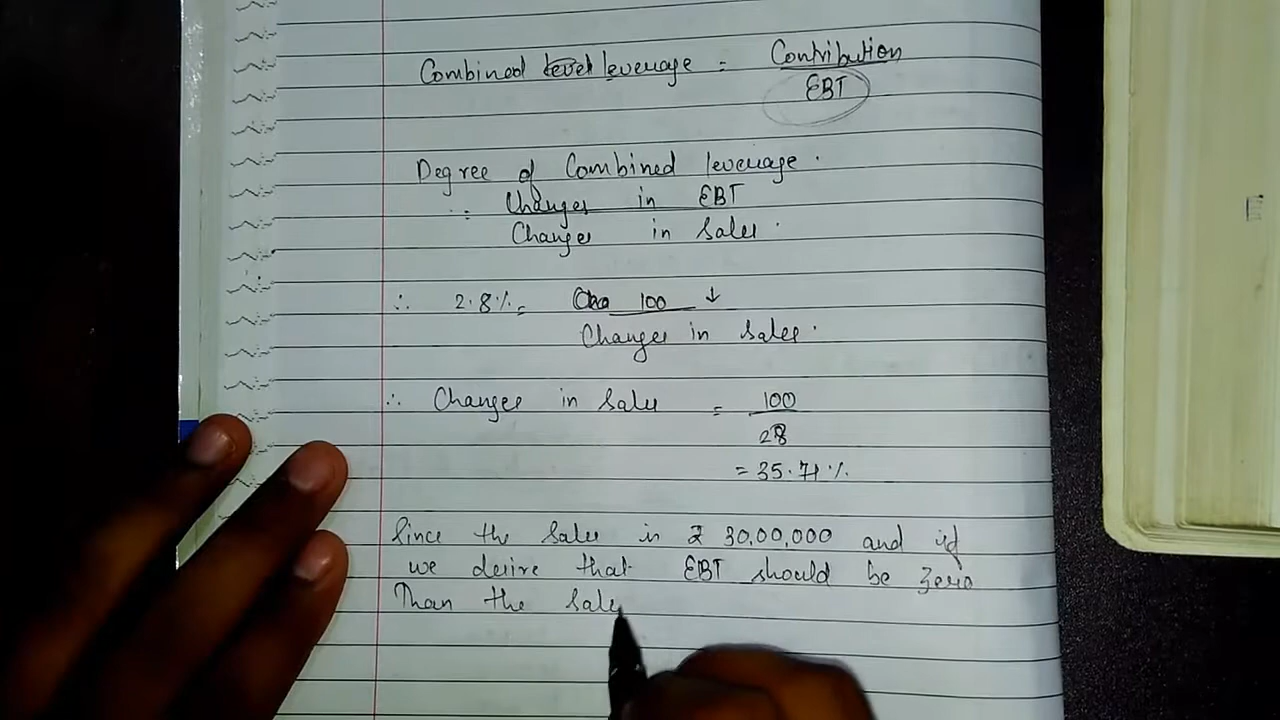 Combined level leverage = Contribution
EBT
Degree of Combined leverage.
= Changes in EBT
Changes in Sales.
∴ 2.8%= Cha 100 ↓
Changes in Sales.
∴ Changes in Sales = 100
28
= 35.71%
Since the Sales is ₹ 30,00,000 and if
we desire that EBT should be zero
Than the Sales